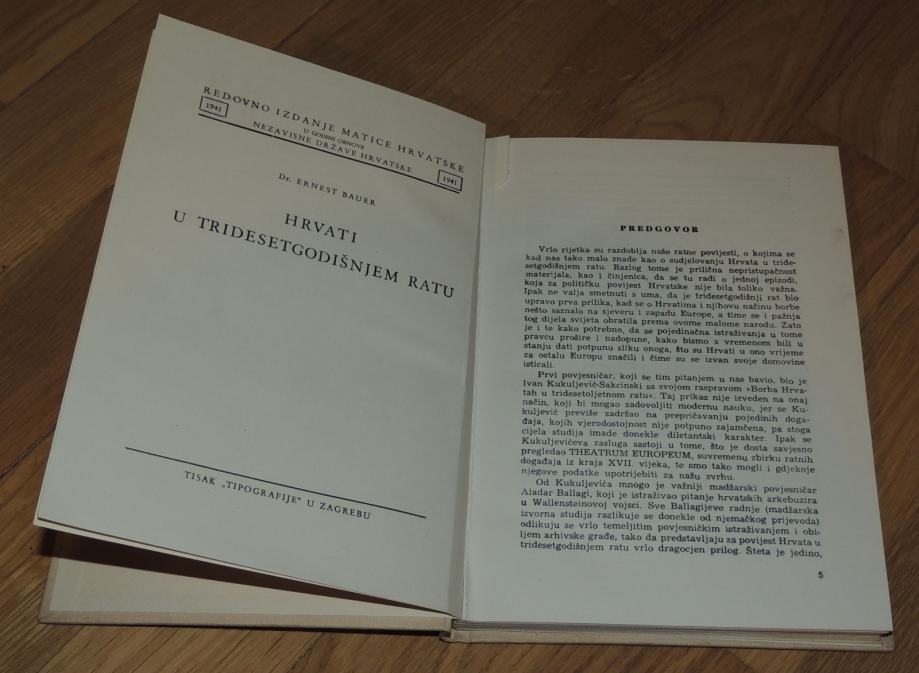 REDOVNO IZDANJE MATICE HRVATSKE
1941
U GODINI OBNOVE
NEZAVISNE DRŽAVE HRVATSKE
1941
Dr. ERNEST BAUER
HRVATI
U TRIDESETGODIŠNJEM RATU
TISAK „TIPOGRAFIJE" U ZAGREBU
PREDGOVOR
Vrlo rijetka su razdoblja naše ratne povijesti, o kojima se
kad nas tako malo znade kao o sudjelovanju Hrvata u tride-
setgodišnjem ratu. Razlog tome je prilična nepristupačnost
materijala, kao i činjenica, da se tu radi o jednoj epizodi,
koja za političku povijest Hrvatske nije bila toliko važna.
Ipak ne valja smetnuti s uma, da je tridesetgodišnji rat bio
upravo prva prilika, kad se o Hrvatima i njihovu načinu borbe
nešto saznalo na sjeveru i zapadu Europe, a time se i pažnja
tog dijela svijeta obratila prema ovome malome narodu. Zato
je i te kako potrebno, da se pojedinačna istraživanja u tome
pravcu prošire i nadopune, kako bismo s vremenom bili u
stanju dati potpunu sliku onoga, što su Hrvati u ono vrijeme
za ostalu Europu značili i čime su se izvan svoje domovine
isticali.
Prvi povjesničar, koji se tim pitanjem u nas bavio, bio je
Ivan Kukuljević-Sakcinski sa svojom raspravom »Borba Hrva-
tah u tridesetoljetnom ratu«. Taj prikaz nije izveden na onaj
način, koji bi mogao zadovoljiti modernu nauku, jer se Ku-
kuljević previše zadržao na prepričavanju pojedinih doga-
đaja, kojih vjerodostojnost nije potpuno zajamčena, pa stoga
cijela studija imade donekle diletantski karakter. Ipak se
Kukuljevićeva zasluga sastoji u tome, što je dosta savjesno
pregledao THEATRUM EUROPEUM, suvremenu zbirku ratnih
događaja iz kraja XVII. vijeka, te smo tako mogli i gdjekoje
njegove podatke upotrijebiti za našu svrhu.
Od Kukuljevića mnogo je važniji madžarski povjesničar
Aladar Ballagi, koji je istraživao pitanje hrvatskih arkebuzira
u Wallensteinovoj vojsci. Sve Ballagijeve radnje (madžarska
izvorna studija razlikuje se donekle od njemačkog prijevoda)
odlikuju se vrlo temeljitim povjesničkim istraživanjem i obi-
ljem arhivske građe, tako da predstavljaju za povijest Hrvata u
tridesetgodišnjem ratu vrlo dragocjen prilog. Šteta je jedino,
5